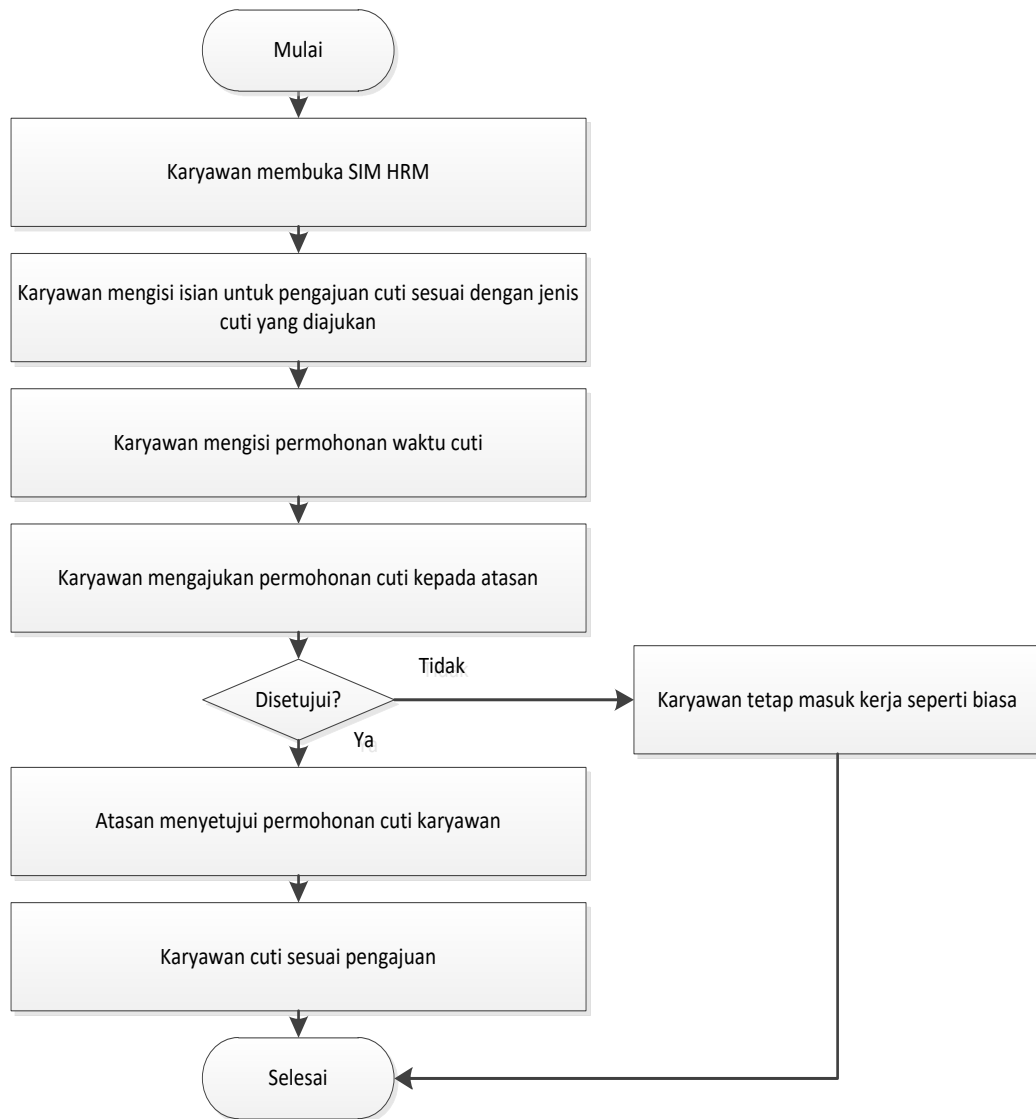 Mulai
Karyawan membuka SIM HRM
Karyawan mengisi isian untuk pengajuan cuti sesuai dengan jenis
cuti yang diajukan
Karyawan mengisi permohonan waktu cuti
Karyawan mengajukan permohonan cuti kepada atasan
Disetujui?
Tidak
Karyawan tetap masuk kerja seperti biasa
Ya
Atasan menyetujui permohonan cuti karyawan
Karyawan cuti sesuai pengajuan
Selesai